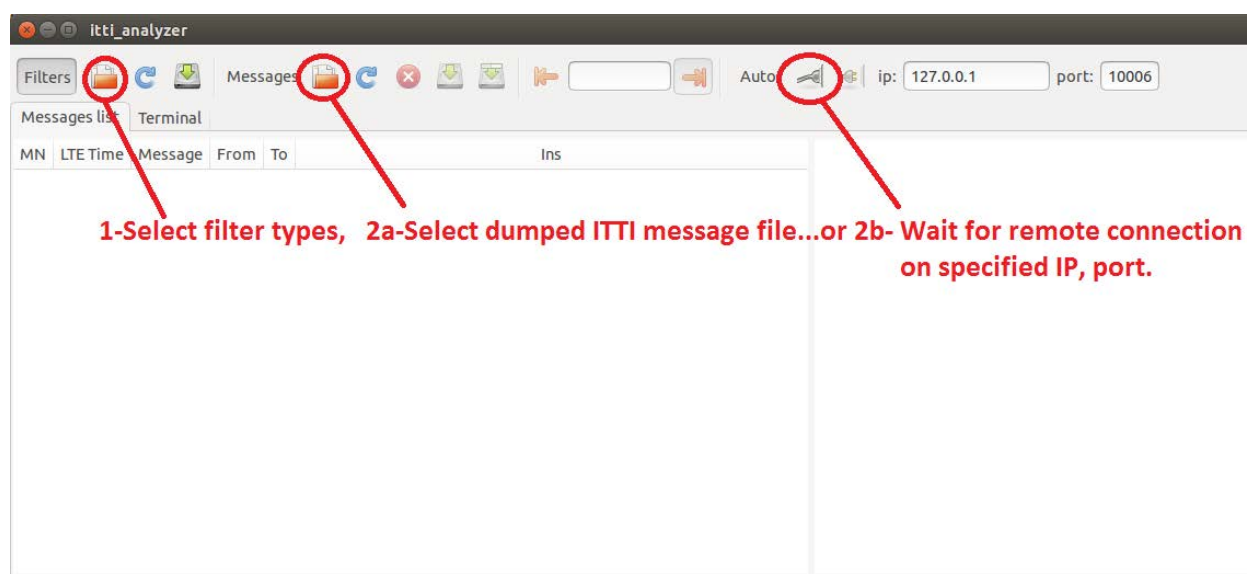 itti_analyzer
Filters Messages Auto ip: 127.0.0.1 port: 10006
Messages list Terminal
MN LTE Time Message From To Ins
1-Select filter types, 2a-Select dumped ITTI message file...or 2b- Wait for remote connection
on specified IP, port.